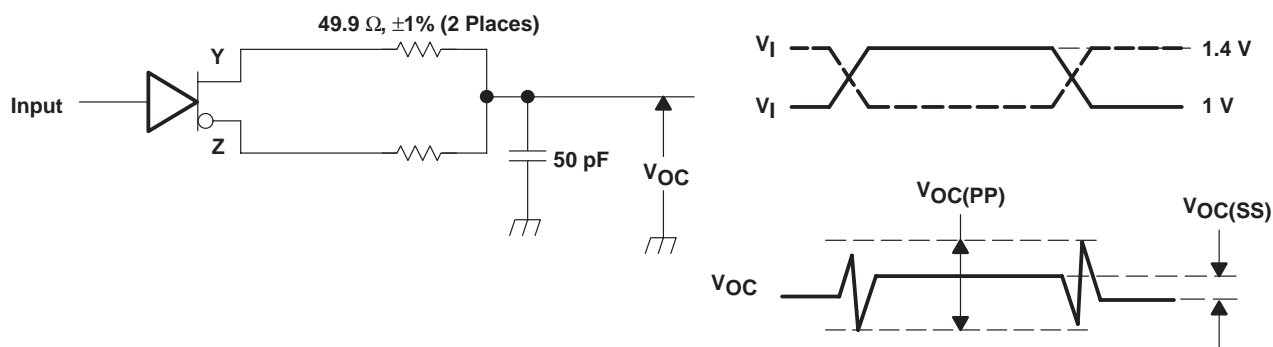 49.9 Ω, ±1% (2 Places)
Y
Input
Z
50 pF
VOC
VI
1.4 V
VI
1 V
VOC(PP)
VOC(SS)
VOC